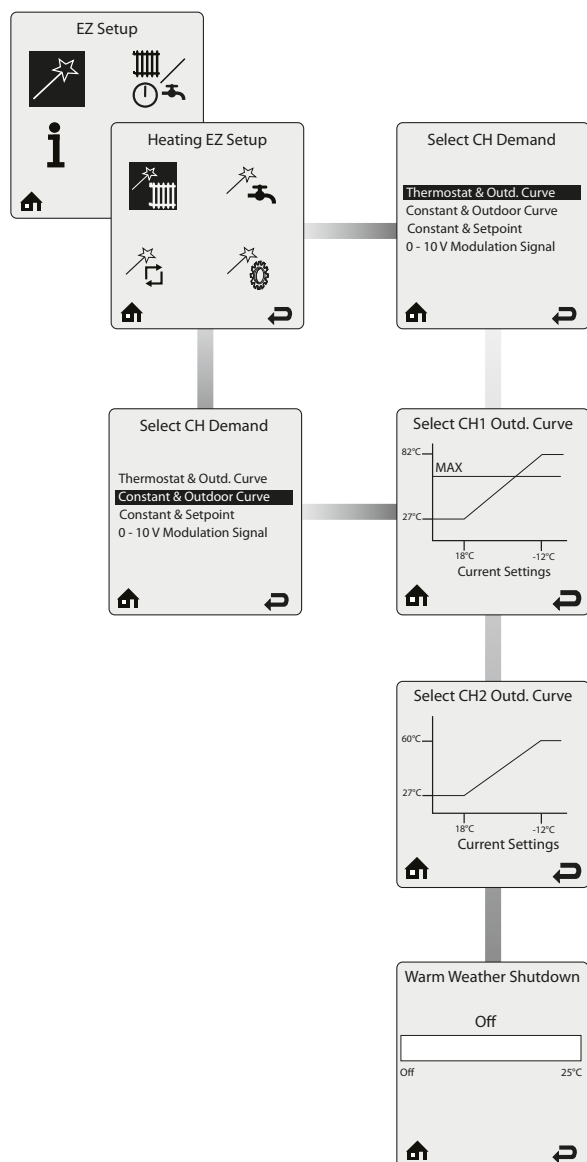 EZ Setup
Heating EZ Setup
Select CH Demand
Thermostat & Outd. Curve
Constant & Outdoor Curve
Constant & Setpoint
0 - 10 V Modulation Signal
Select CH Demand
Thermostat & Outd. Curve
Constant & Outdoor Curve
Constant & Setpoint
0 - 10 V Modulation Signal
Select CH1 Outd. Curve
82°C
MAX
27°C
18°C -12°C
Current Settings
Select CH2 Outd. Curve
60°C
27°C
18°C -12°C
Current Settings
Warm Weather Shutdown
Off
Off 25°C